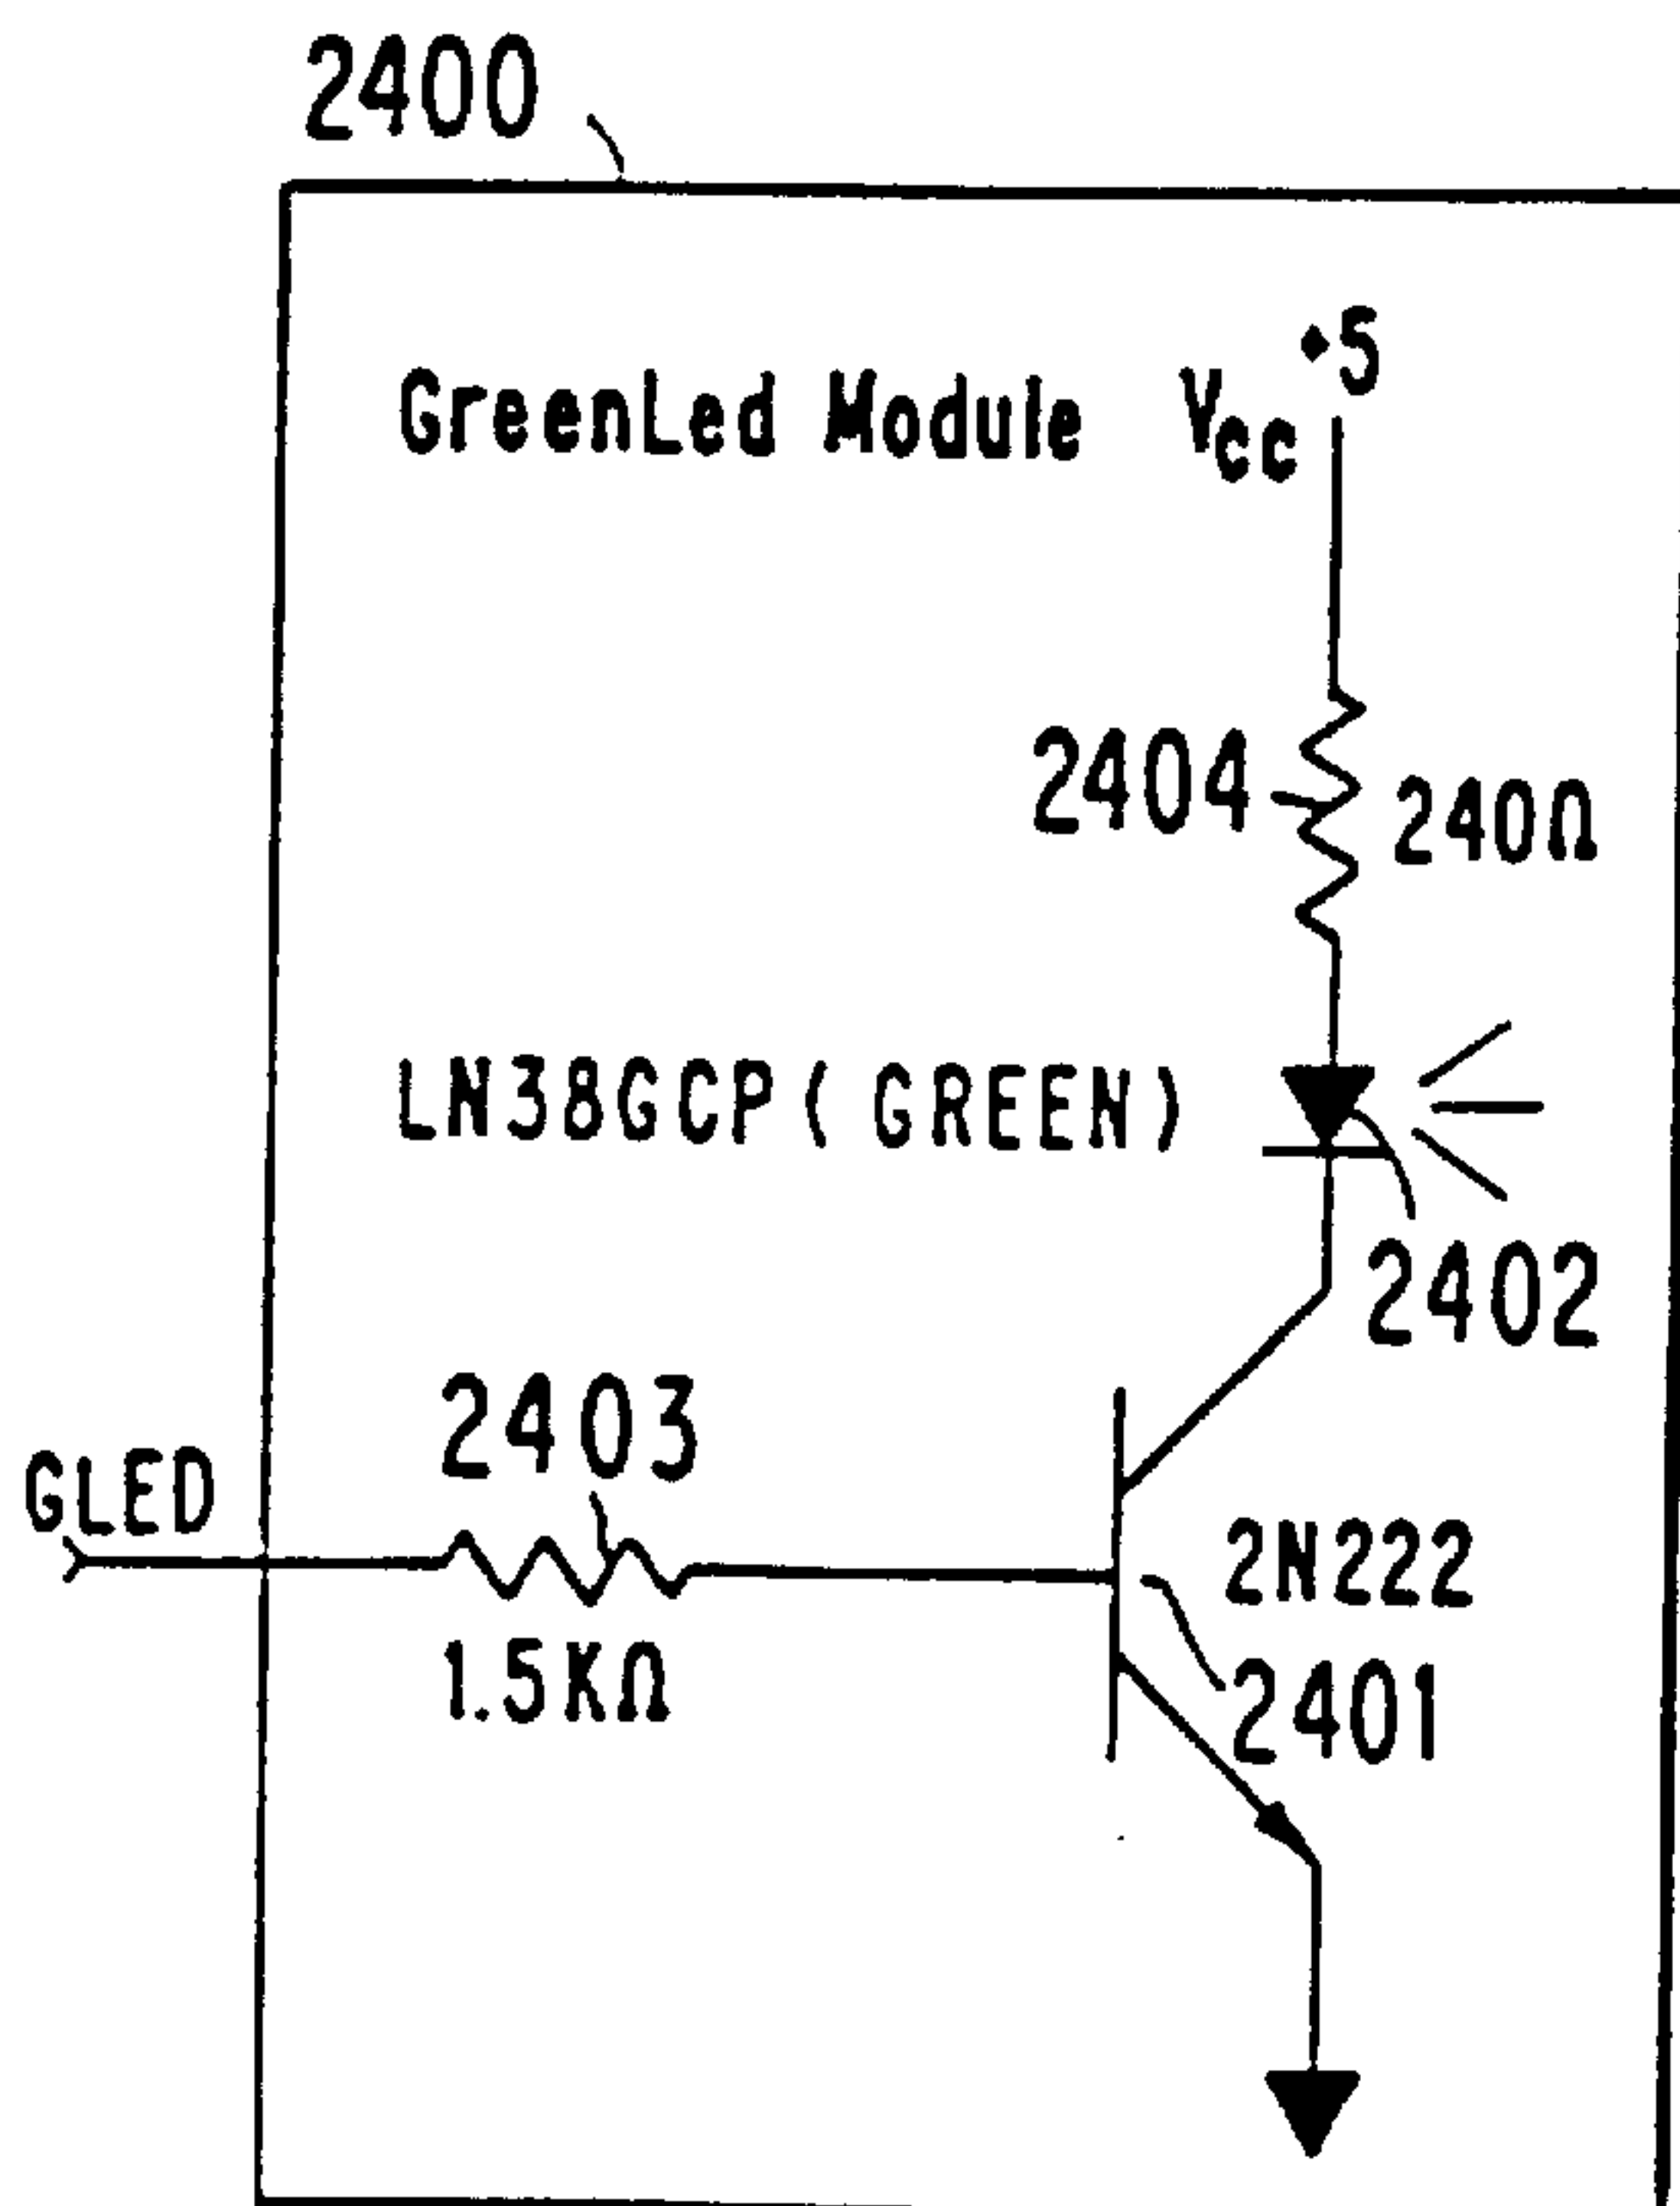 2400
+5
GreenLed Module Vcc
2404
240Ω
LN38GCP(GREEN)
2402
2403
GLED
2N222
1.5KΩ
2401